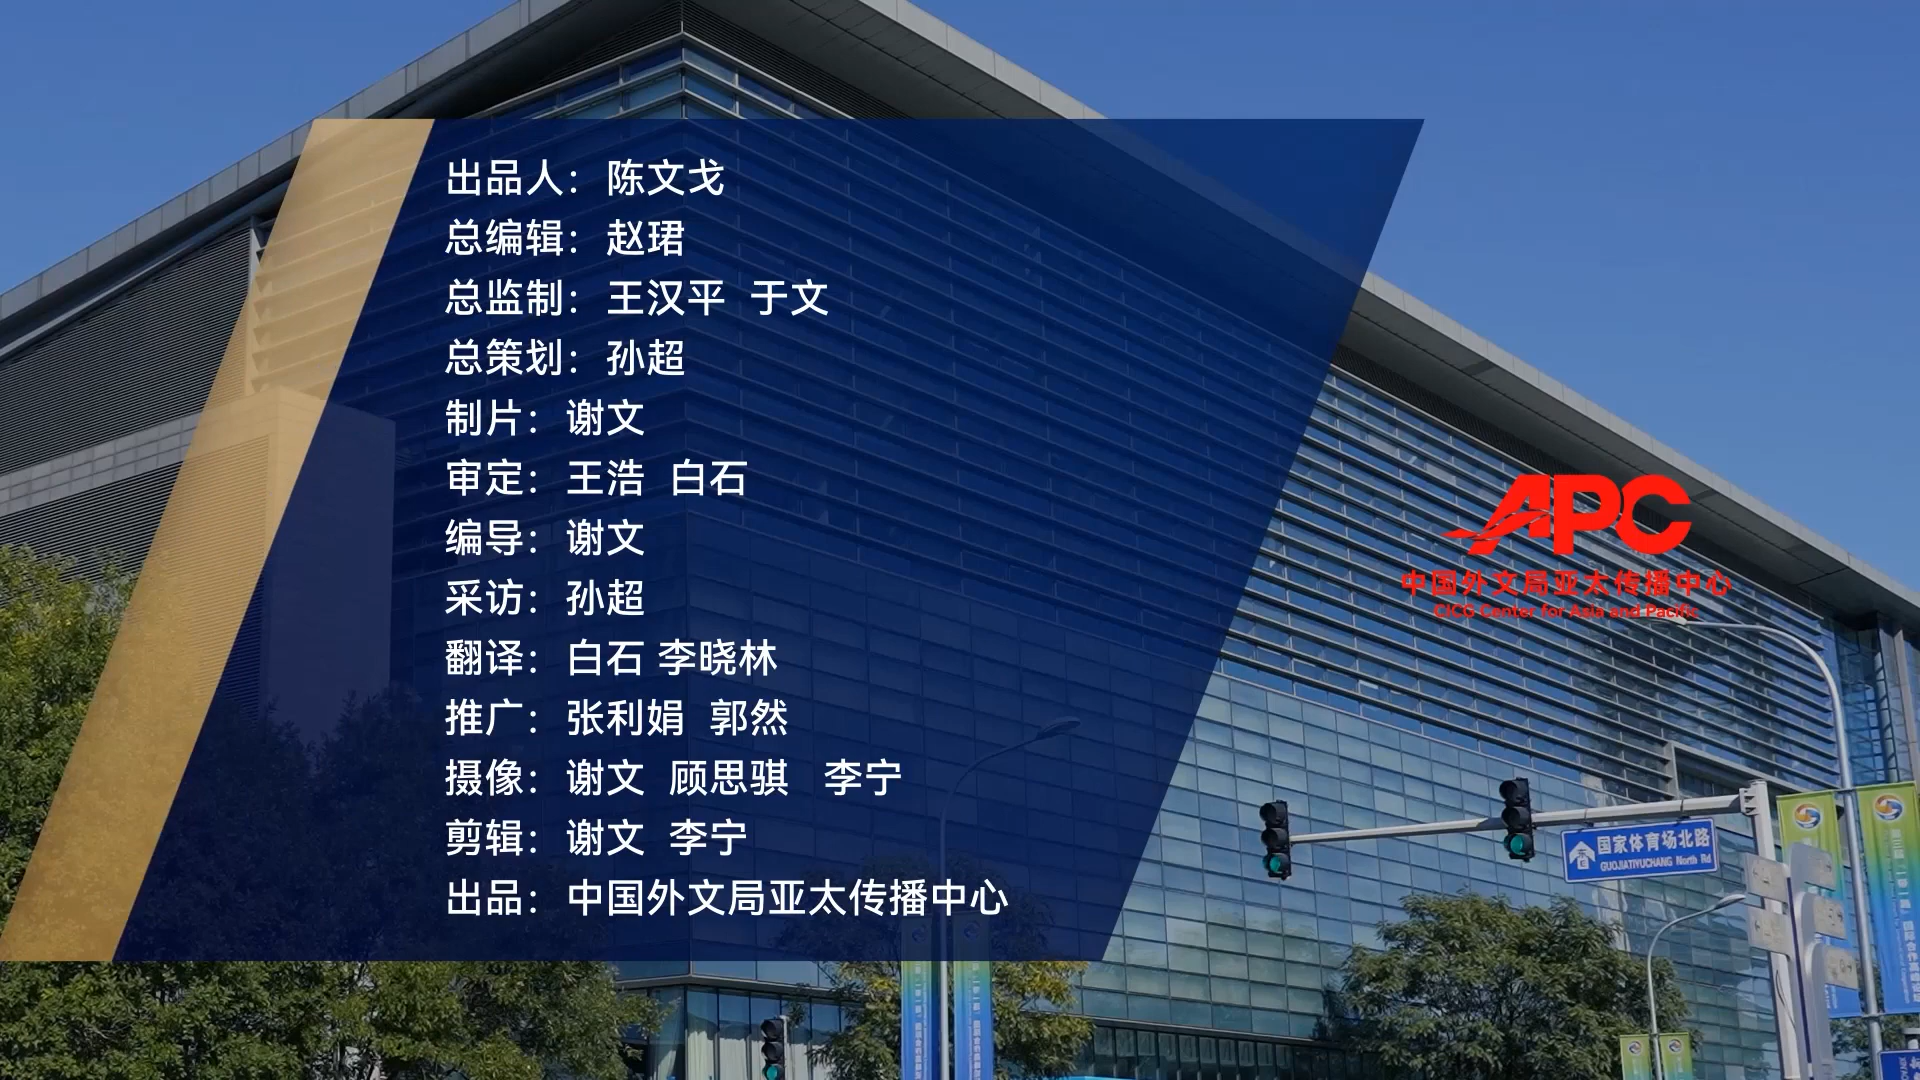 出品人：陈文戈
总编辑：赵珺
总监制：王汉平 于文
总策划：孙超
制片：谢文
审定：王浩 白石
编导：谢文
采访：孙超
翻译：白石 李晓林
推广：张利娟 郭然
摄像：谢文 顾思骐 李宁
剪辑：谢文 李宁
出品：中国外文局亚太传播中心
APC
中国外文局亚太传播中心
CICG Center for Asia and Pacific
国家体育场北路
GUOJIATIYUCHANG North Rd